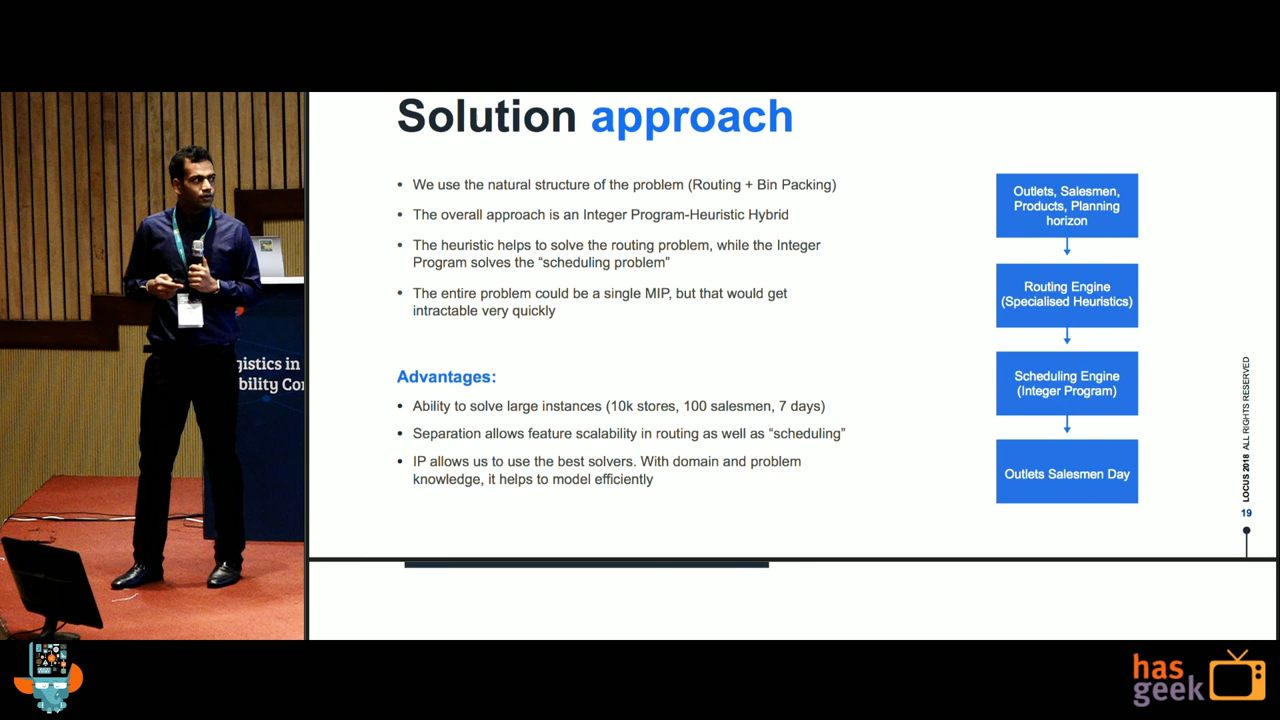 Solution approach
• We use the natural structure of the problem (Routing + Bin Packing)
• The overall approach is an Integer Program-Heuristic Hybrid
• The heuristic helps to solve the routing problem, while the Integer
Program solves the “scheduling problem”
• The entire problem could be a single MIP, but that would get
intractable very quickly
Advantages:
• Ability to solve large instances (10k stores, 100 salesmen, 7 days)
• Separation allows feature scalability in routing as well as “scheduling”
• IP allows us to use the best solvers. With domain and problem
knowledge, it helps to model efficiently
Outlets, Salesmen,
Products, Planning
horizon
Routing Engine
(Specialised Heuristics)
Scheduling Engine
(Integer Program)
Outlets Salesmen Day
LOCUS 2018 ALL RIGHTS RESERVED
19
gistics in
bility Co
has
geek